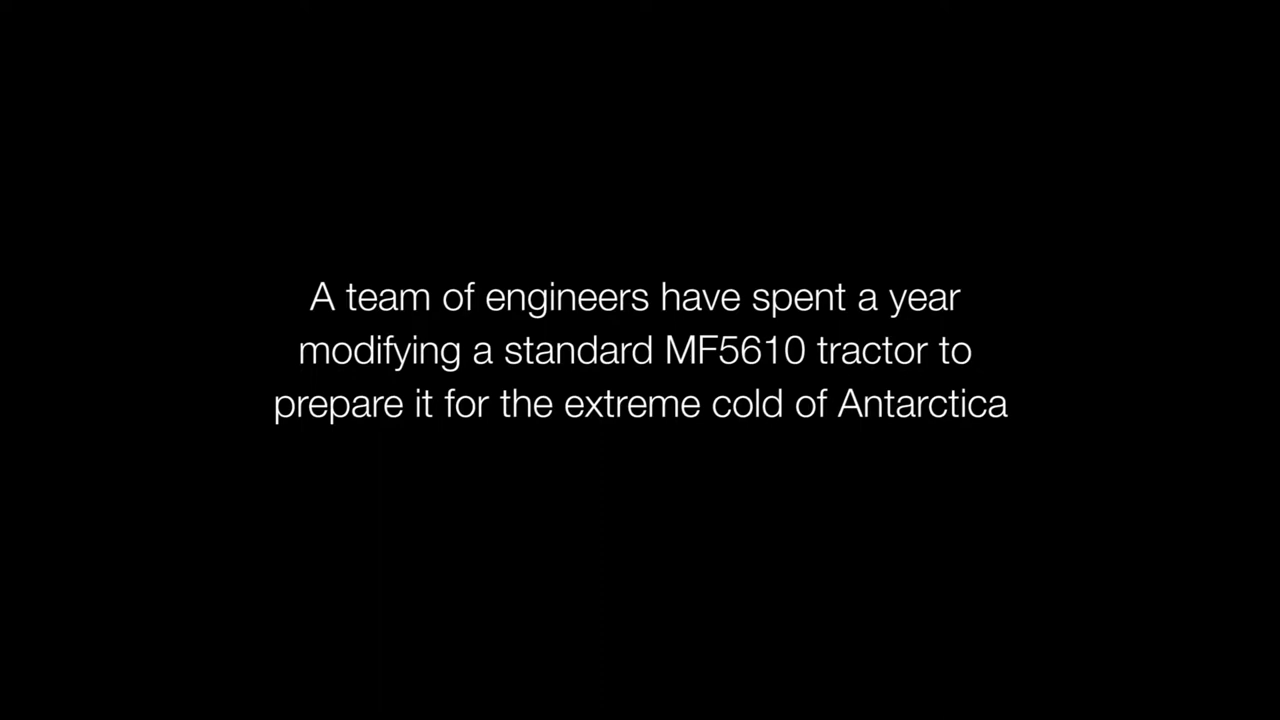 A team of engineers have spent a year
modifying a standard MF5610 tractor to
prepare it for the extreme cold of Antarctica